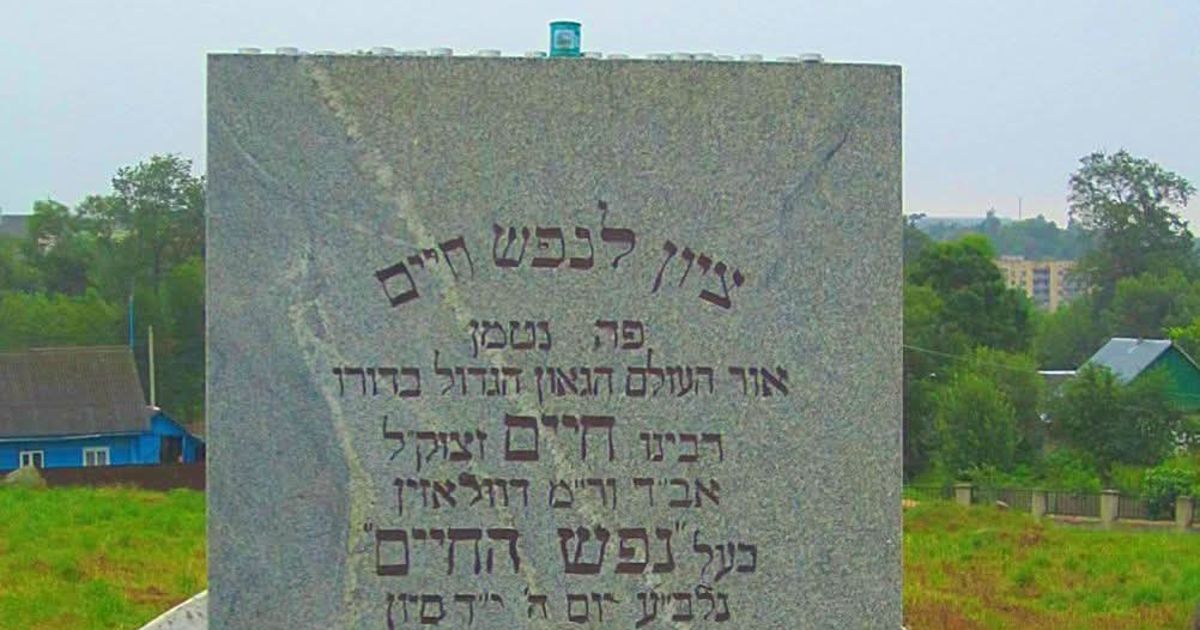 ציון לנפש חיים
פה נטמן
אור העולם הגאון הגדול בדורו
רבינו חיים זצוק"ל
אב"ד ור"מ דוולאזין
בעל "נפש החיים"
נלב"ע יום ה' י"ד סיון